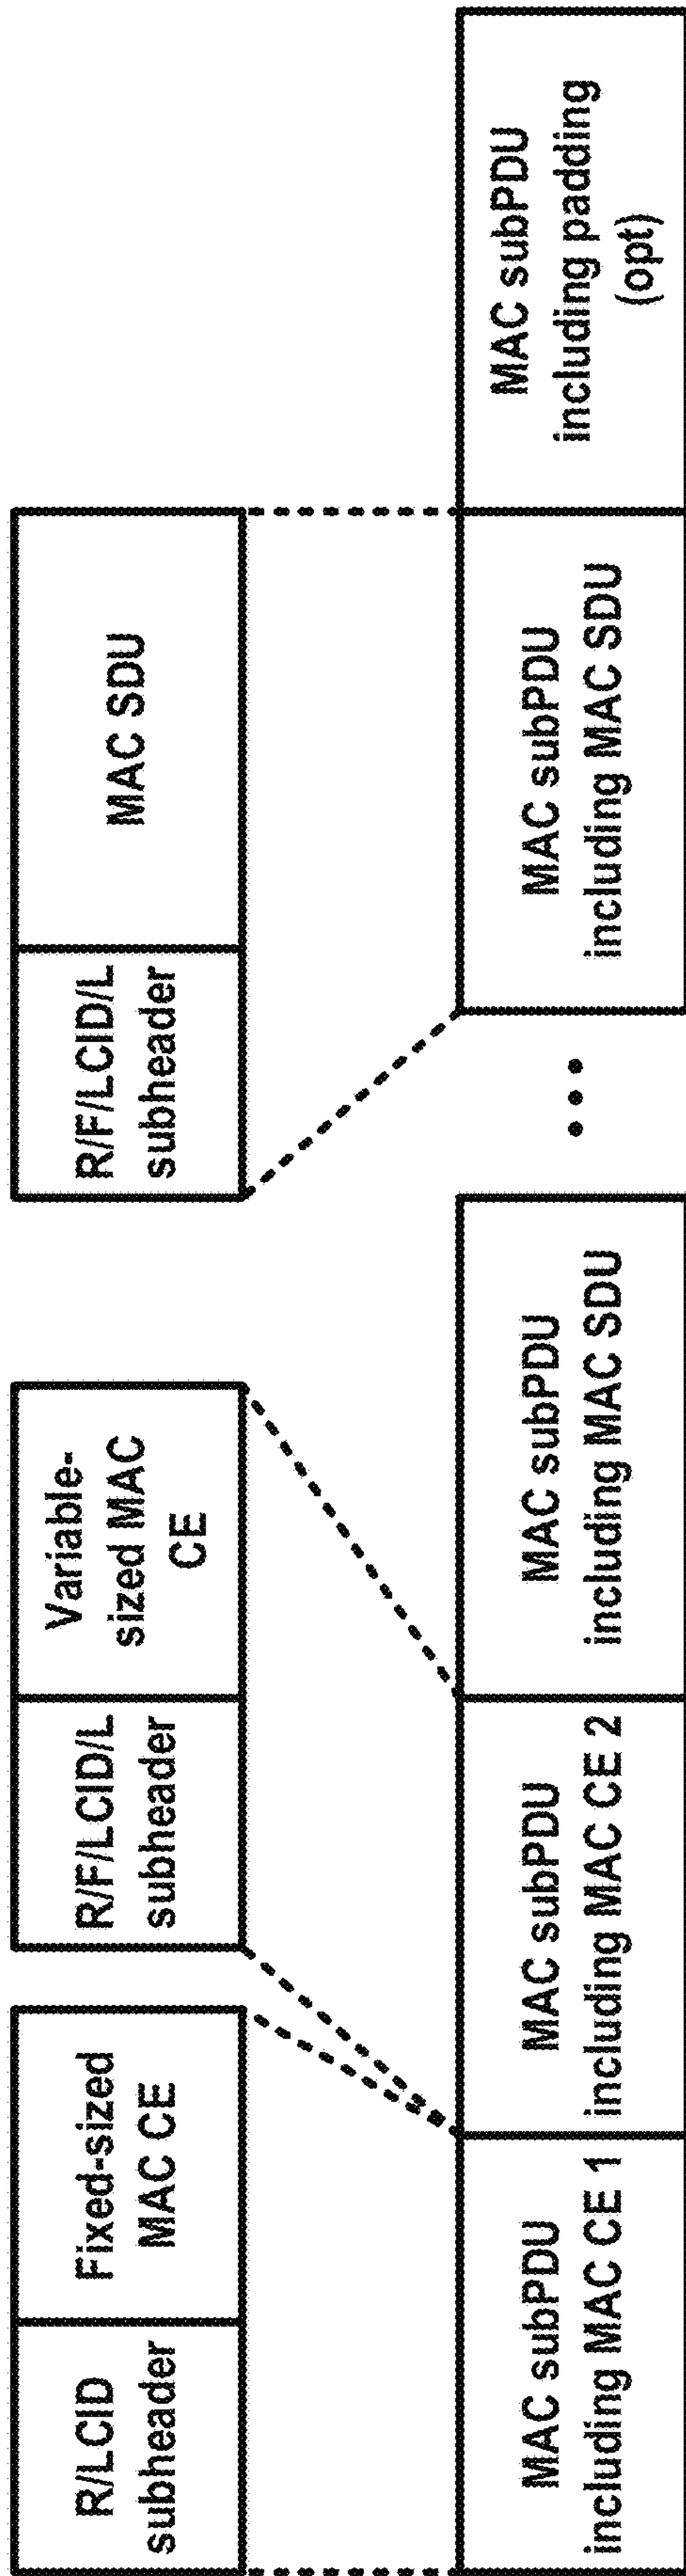 R/LCID
subheader
Fixed-sized
MAC CE
R/F/LCID/L
subheader
Variable-
sized MAC
CE
R/F/LCID/L
subheader
MAC SDU
MAC subPDU
including MAC CE 1
MAC subPDU
including MAC CE 2
MAC subPDU
including MAC SDU
• • •
MAC subPDU
including MAC SDU
MAC subPDU
including padding
(opt)